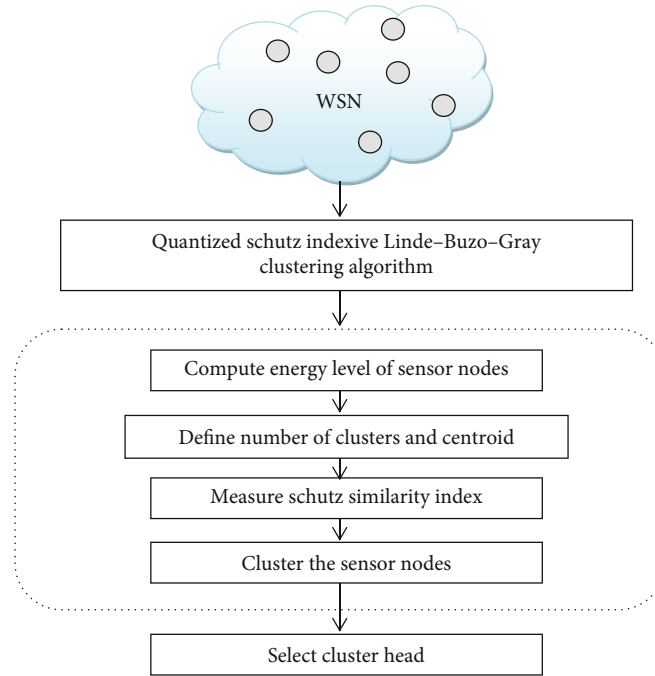 WSN
Quantized schutz indexive Linde–Buzo–Gray
clustering algorithm
Compute energy level of sensor nodes
Define number of clusters and centroid
Measure schutz similarity index
Cluster the sensor nodes
Select cluster head